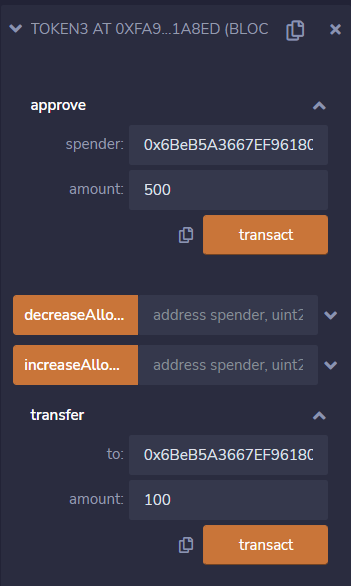 TOKEN3 AT 0XFA9...1A8ED (BLOC
approve
spender: 0x6BeB5A3667EF96180
amount: 500
transact
decreaseAllo... address spender, uint2
increaseAllo... address spender, uint2
transfer
to: 0x6BeB5A3667EF96180
amount: 100
transact